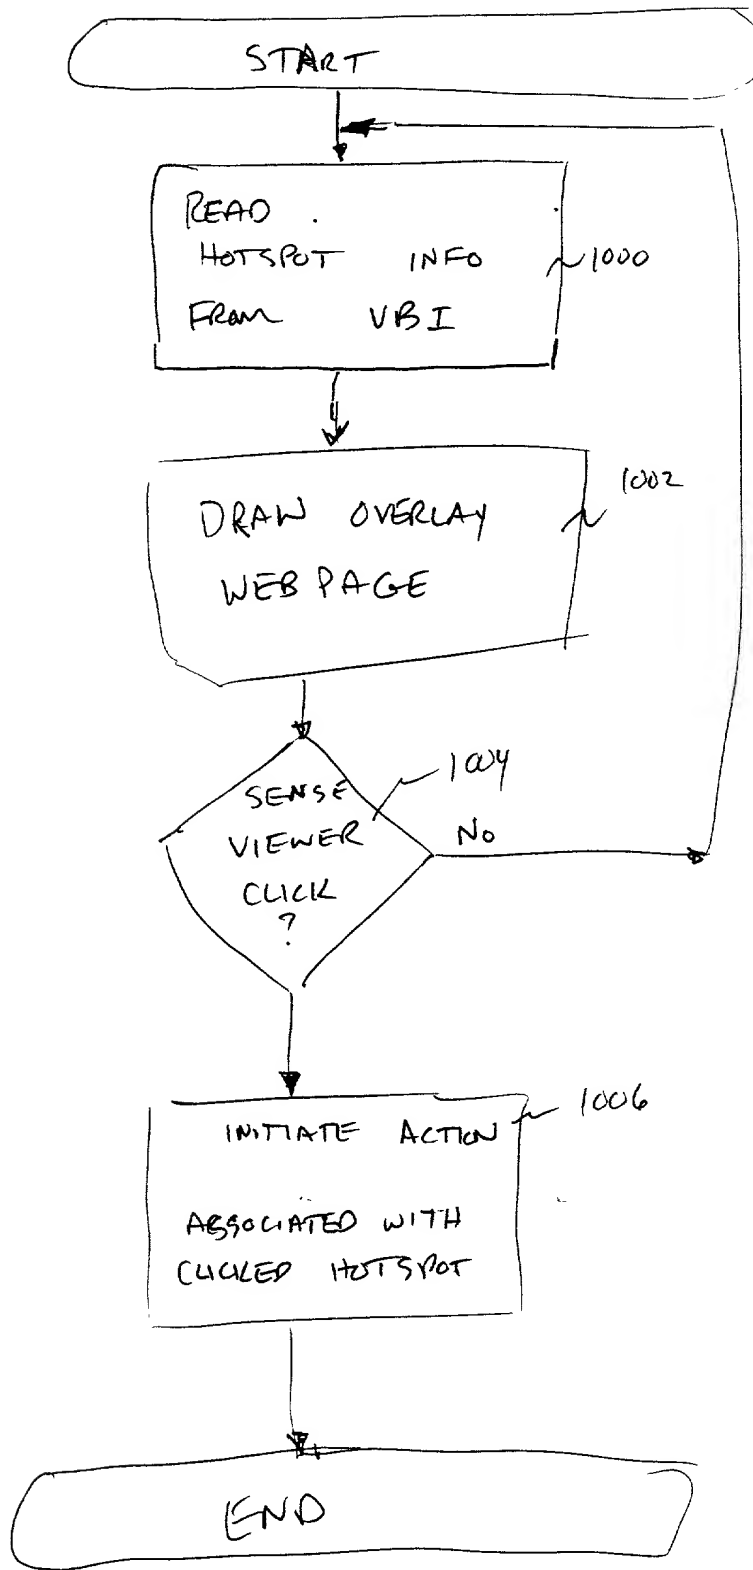 START
READ
HOTSPOT INFO
FROM VBI
1000
DRAW OVERLAY
WEB PAGE
1002
SENSE
VIEWER
CLICK
?
1004
No
INITIATE ACTION
ASSOCIATED WITH
CLICKED HOTSPOT
1006
END